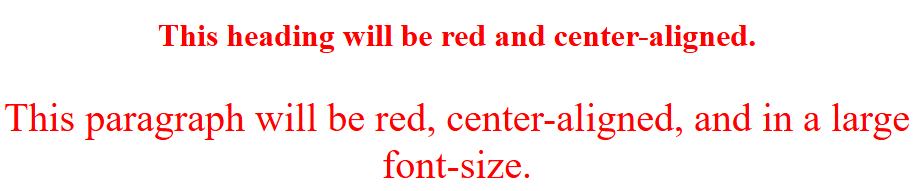 This heading will be red and center-aligned.
This paragraph will be red, center-aligned, and in a large
font-size.